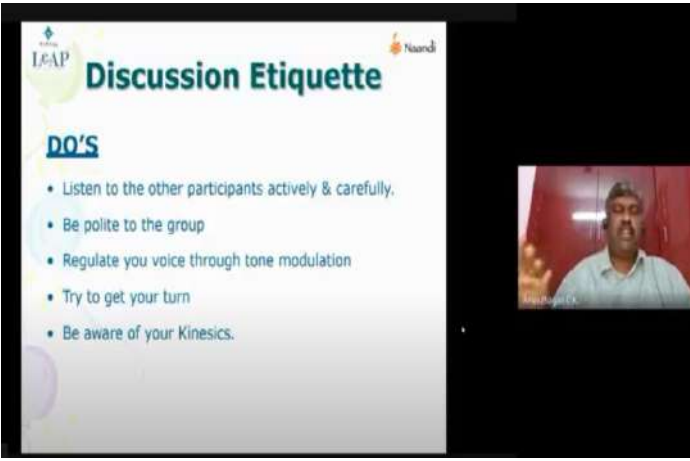 LeAP
Naandi
Discussion Etiquette
DO'S
• Listen to the other participants actively & carefully.
• Be polite to the group
• Regulate you voice through tone modulation
• Try to get your turn
• Be aware of your Kinesics.